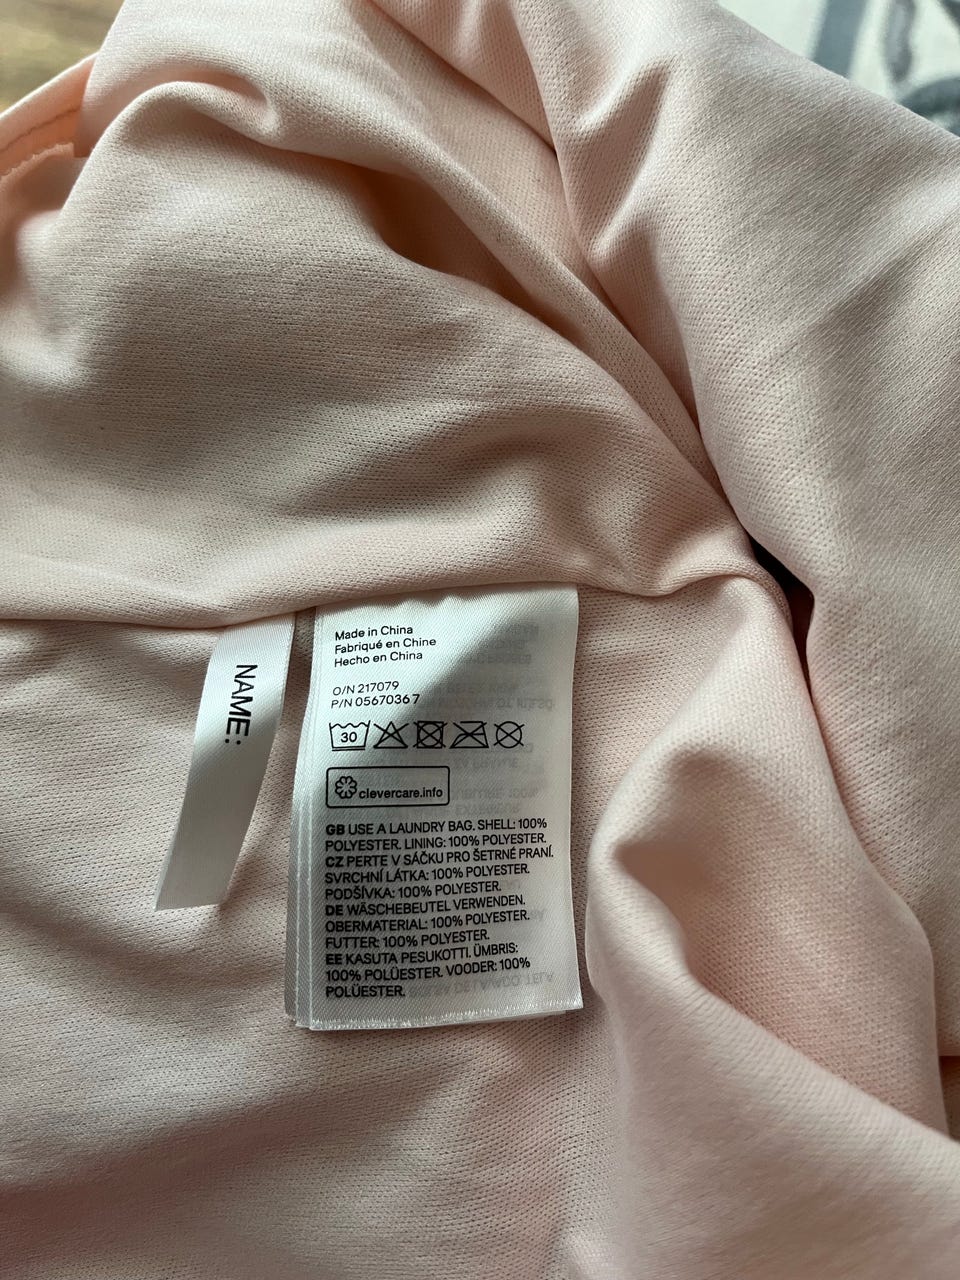 NAME:
Made in China
Fabriqué en Chine
Hecho en China
O/N 217079
P/N 05670367
30
clevercare.info
GB USE A LAUNDRY BAG. SHELL: 100%
POLYESTER. LINING: 100% POLYESTER.
CZ PERTE V SÁČKU PRO ŠETRNÉ PRANÍ.
SVRCHNÍ LÁTKA: 100% POLYESTER.
PODŠÍVKA: 100% POLYESTER.
DE WÄSCHEBEUTEL VERWENDEN.
OBERMATERIAL: 100% POLYESTER.
FUTTER: 100% POLYESTER.
EE KASUTA PESUKOTTI. ÜMBRIS:
100% POLÜESTER. VOODER: 100%
POLÜESTER.